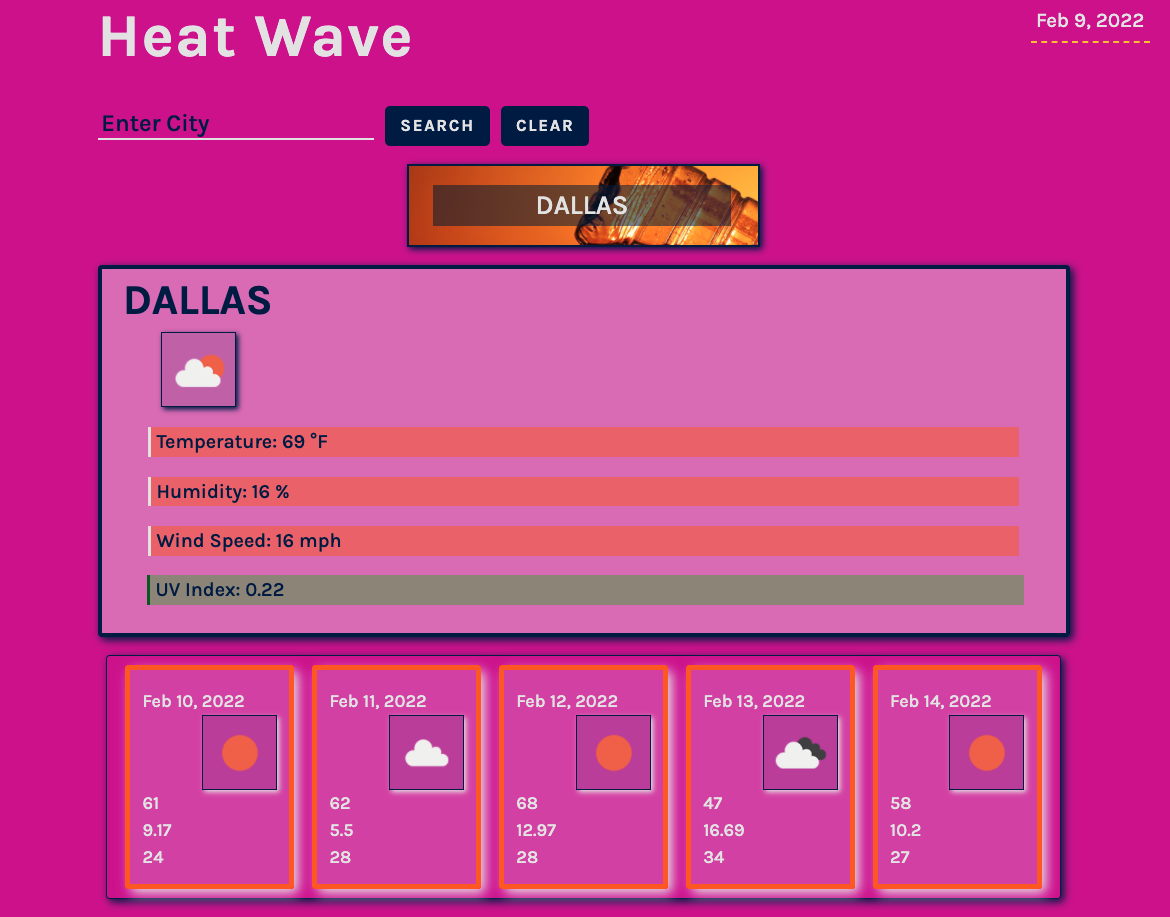 Heat Wave
Feb 9, 2022
Enter City
SEARCH
CLEAR
DALLAS
DALLAS
Temperature: 69 °F
Humidity: 16 %
Wind Speed: 16 mph
UV Index: 0.22
Feb 10, 2022
61
9.17
24
Feb 11, 2022
62
5.5
28
Feb 12, 2022
68
12.97
28
Feb 13, 2022
47
16.69
34
Feb 14, 2022
58
10.2
27